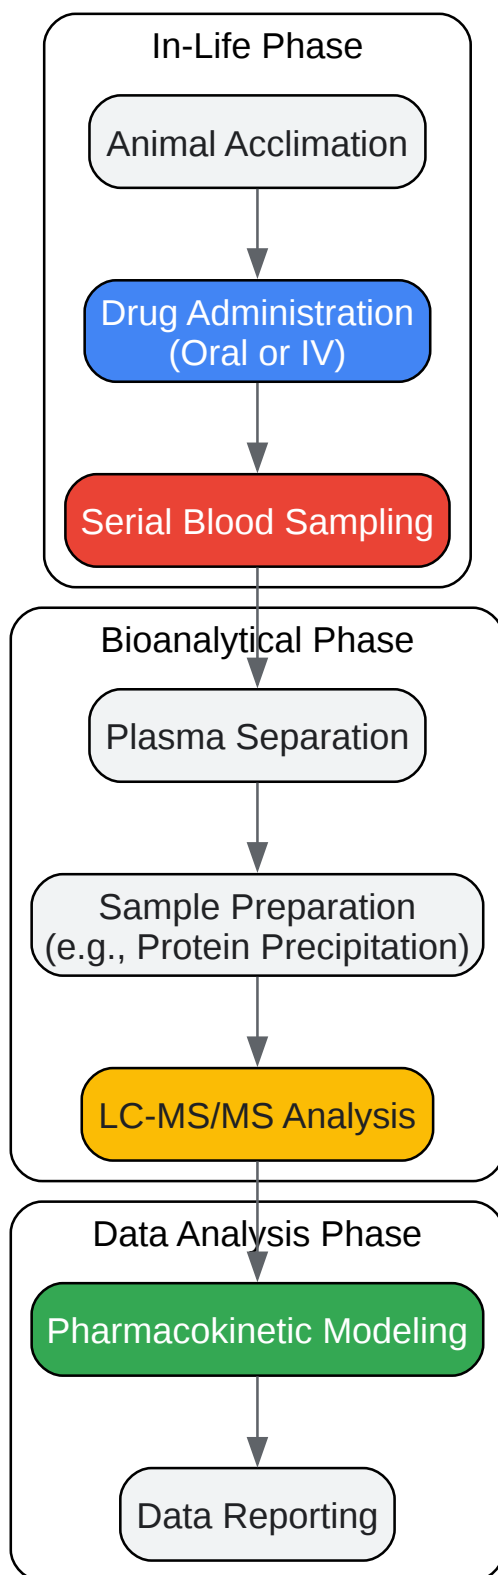 In-Life Phase
Animal Acclimation
Drug Administration
(Oral or IV)
Serial Blood Sampling
Bioanalytical Phase
Plasma Separation
Sample Preparation
(e.g., Protein Precipitation)
LC-MS/MS Analysis
Data Analysis Phase
Pharmacokinetic Modeling
Data Reporting